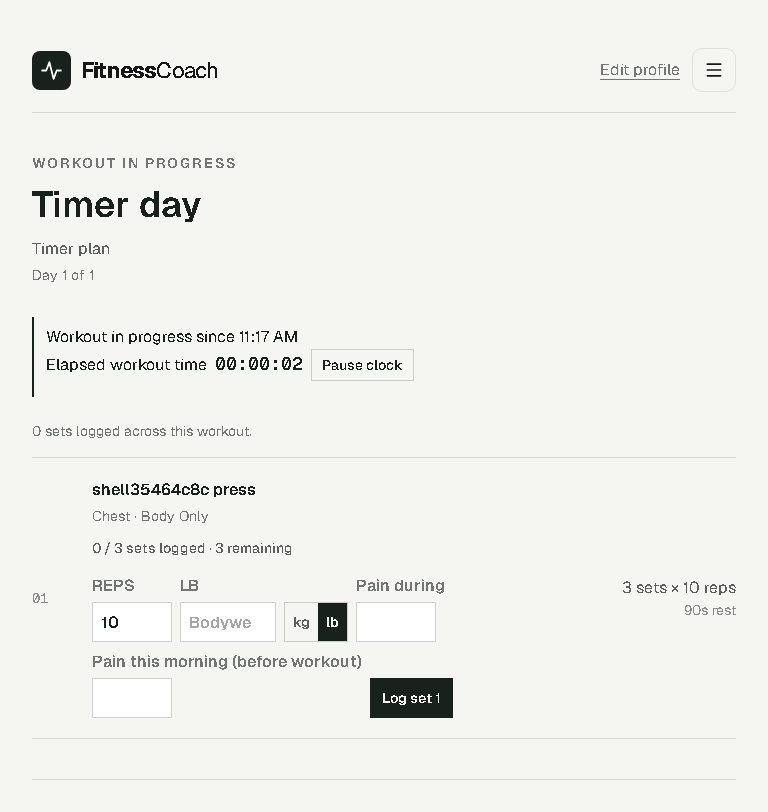 FitnessCoach
Edit profile
WORKOUT IN PROGRESS
Timer day
Timer plan
Day 1 of 1
Workout in progress since 11:17 AM
Elapsed workout time 00:00:02 Pause clock
0 sets logged across this workout.
01
shell35464c8c press
Chest · Body Only
0 / 3 sets logged · 3 remaining
REPS LB Pain during
10 Bodywe kg lb
Pain this morning (before workout)
Log set 1
3 sets × 10 reps
90s rest